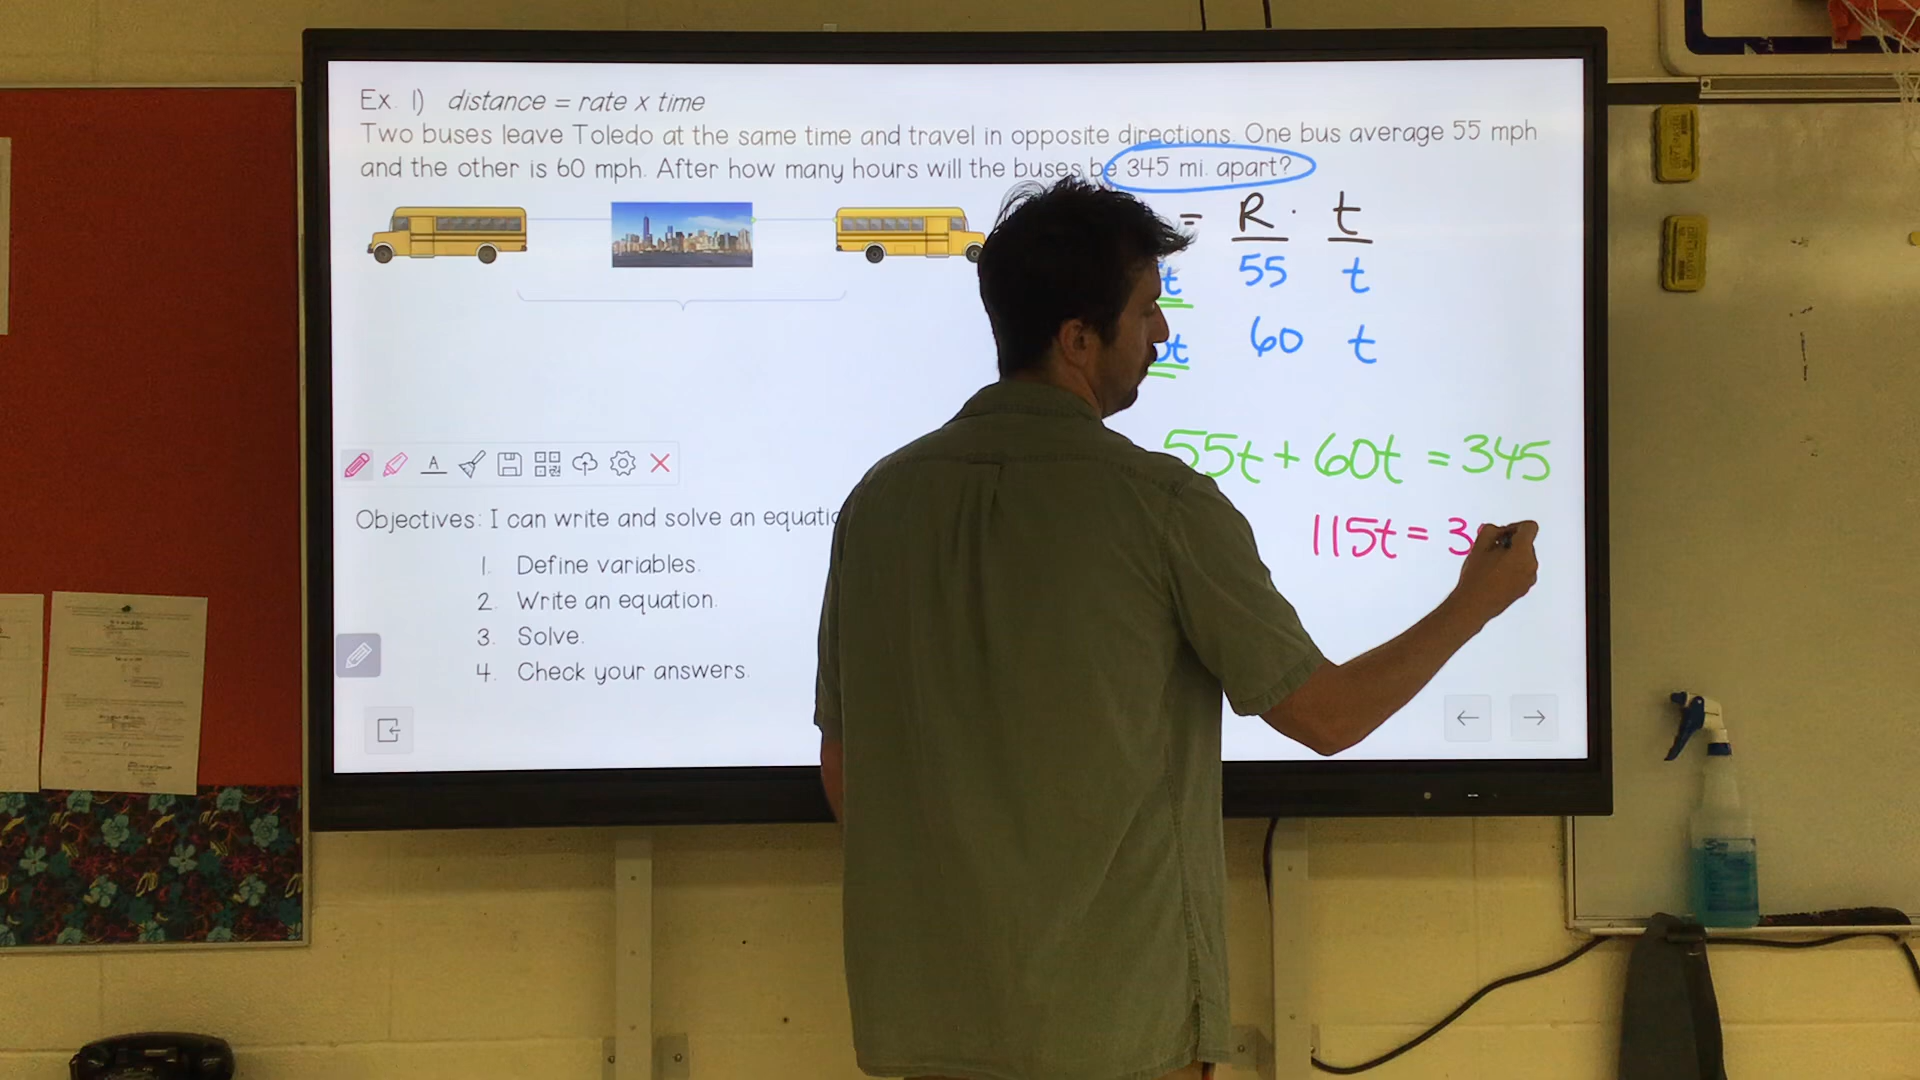 Ex. 1) distance = rate x time
Two buses leave Toledo at the same time and travel in opposite directions. One bus average 55 mph
and the other is 60 mph. After how many hours will the buses be 345 mi. apart?
= R · t
t 55 t
t 60 t
55t + 60t = 345
A
Objectives: I can write and solve an
115t =
1. Define variables.
2. Write an equation.
3. Solve.
4. Check your answers.